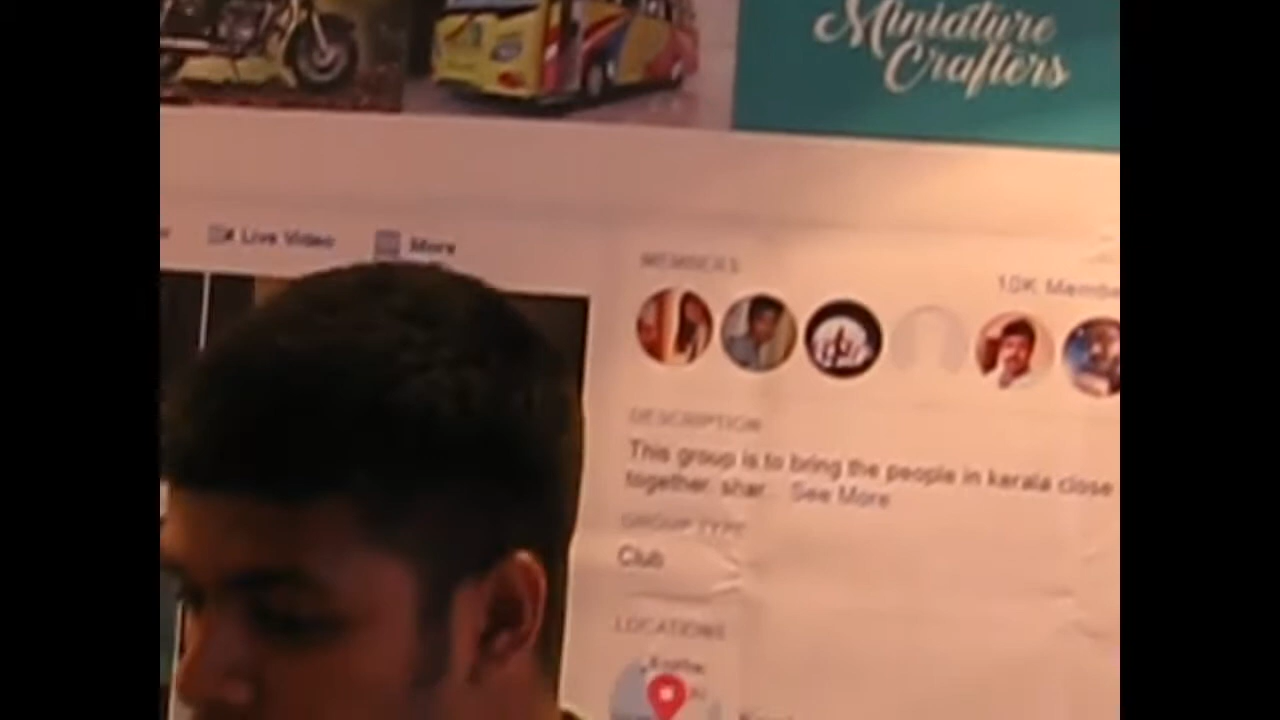 Miniature
Crafters
Live Video
More
MEMBERS
10K Membe
DESCRIPTION
This group is to bring the people in kerala close
together. shar... See More
GROUP TYPE
Club
LOCATIONS